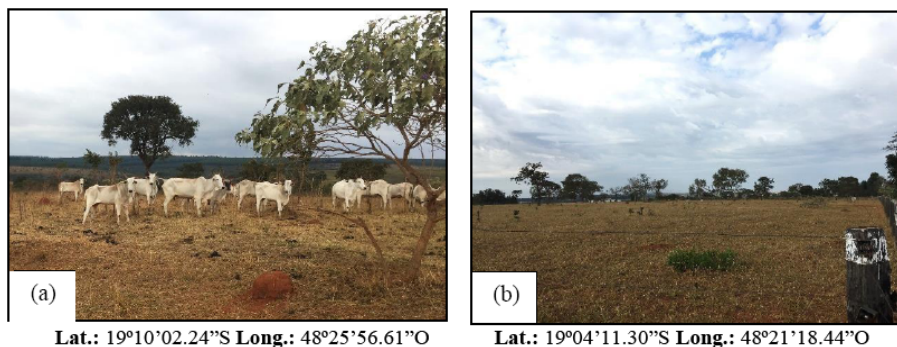 (a)
(b)
Lat.: 19º10’02.24”S Long.: 48º25’56.61”O
Lat.: 19º04’11.30”S Long.: 48º21’18.44”O